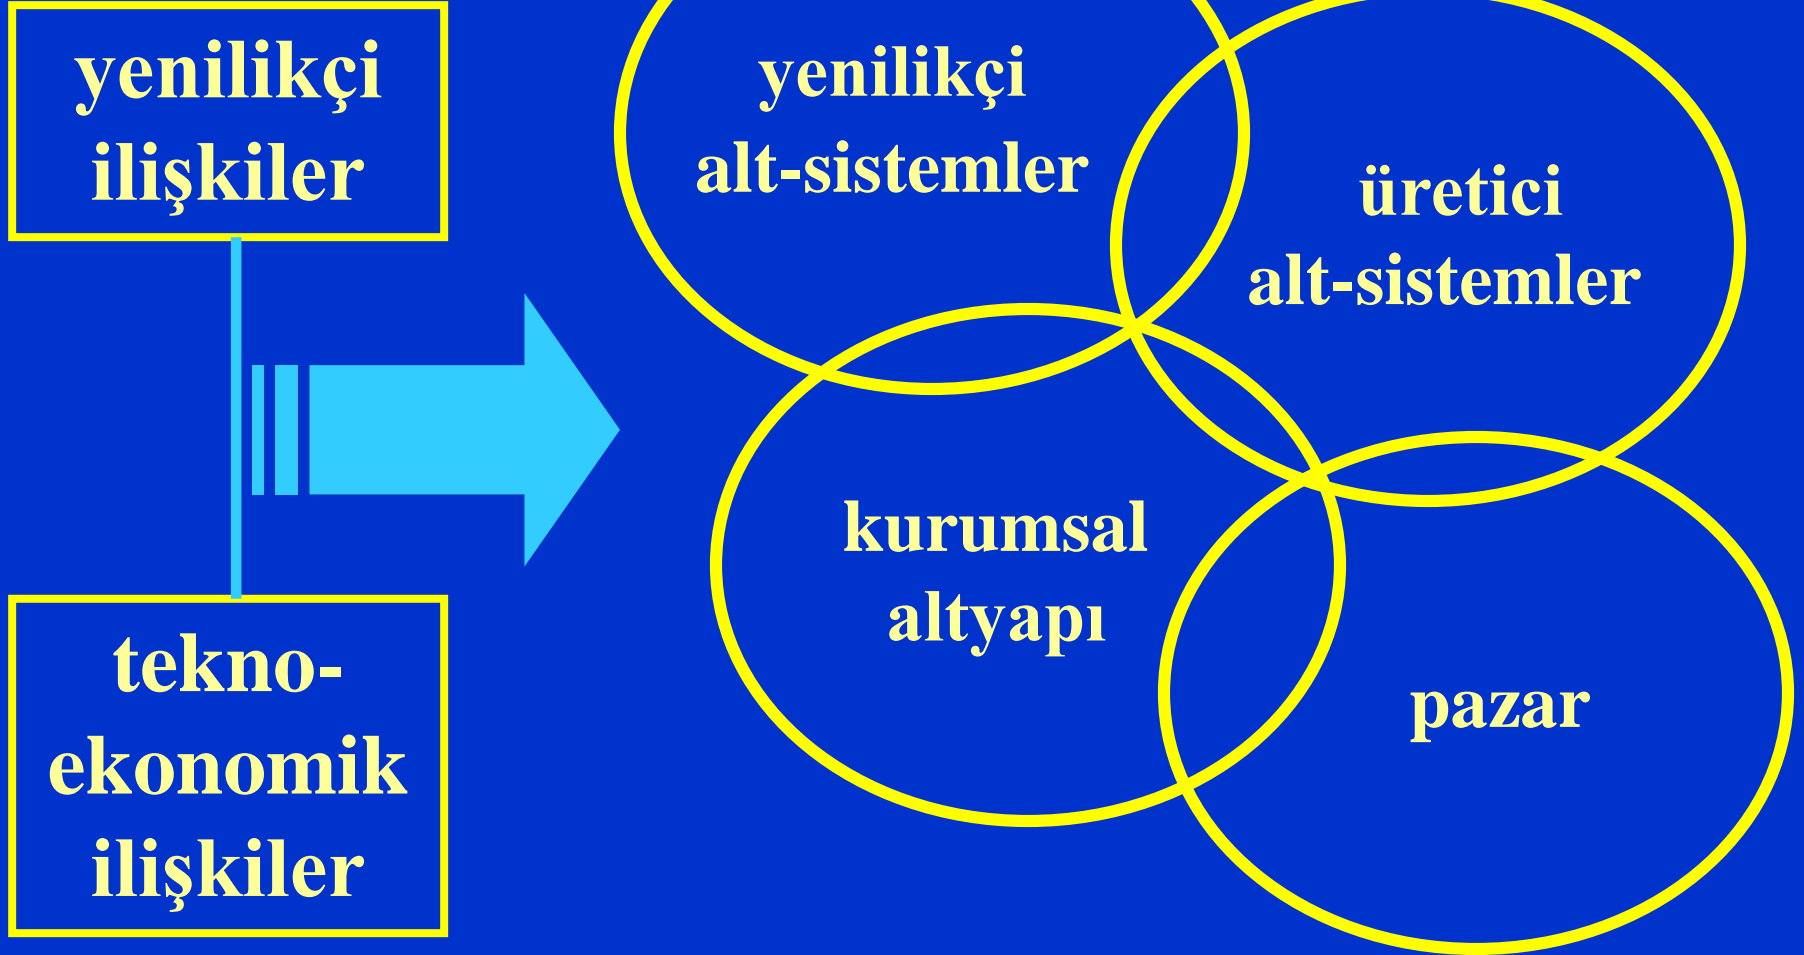 yenilikçi
ilişkiler
tekno-
ekonomik
ilişkiler
yenilikçi
alt-sistemler
üretici
alt-sistemler
kurumsal
altyapı
pazar